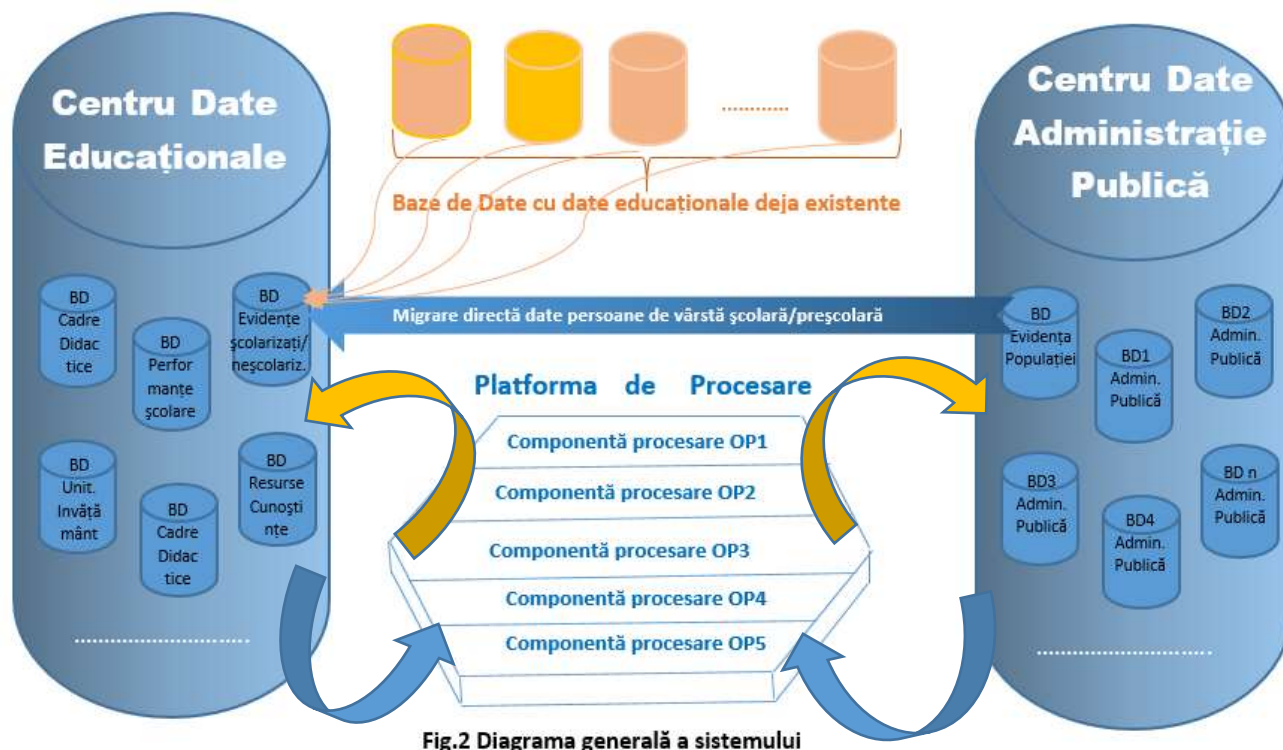 Centru Date
Educaționale
BD
Cadre
Didac
tice
BD
Perfor
manțe
școlare
BD
Evidențe
școlarizați/
neșcolariz.
BD
Unit.
Invăță
mânt
BD
Cadre
Didac
tice
BD
Resurse
Cunoști
nțe
............................
............
Baze de Date cu date educaționale deja existente
Migrare directă date persoane de vârstă școlară/preșcolară
Platforma de Procesare
Componentă procesare OP1
Componentă procesare OP2
Componentă procesare OP3
Componentă procesare OP4
Componentă procesare OP5
Centru Date
Administrație
Publică
BD
Evidența
Populației
BD1
Admin.
Publică
BD2
Admin.
Publică
BD3
Admin.
Publică
BD4
Admin.
Publică
BD n
Admin.
Publică
............................
Fig.2 Diagrama generală a sistemului